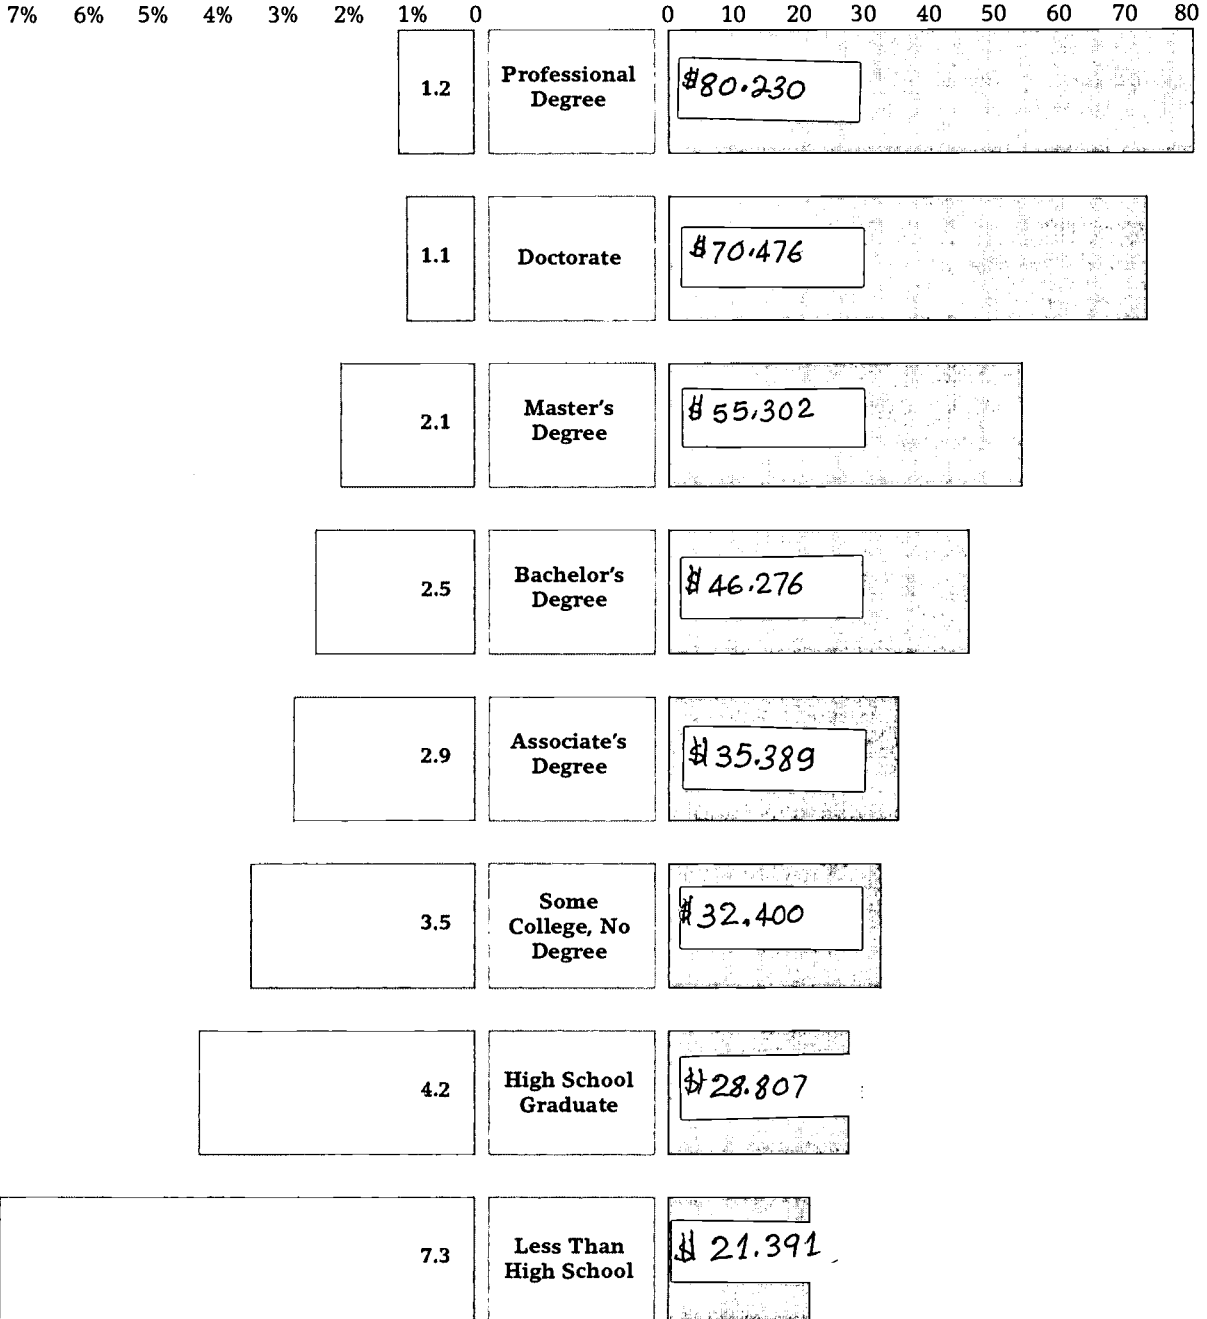 7% 6% 5% 4% 3% 2% 1% 0 0 10 20 30 40 50 60 70 80
1.2
Professional
Degree
$80.230
1.1
Doctorate
$70.476
2.1
Master's
Degree
$55,302
2.5
Bachelor's
Degree
$46.276
2.9
Associate's
Degree
$35.389
3.5
Some
College, No
Degree
$32.400
4.2
High School
Graduate
$28.807
7.3
Less Than
High School
$21.391